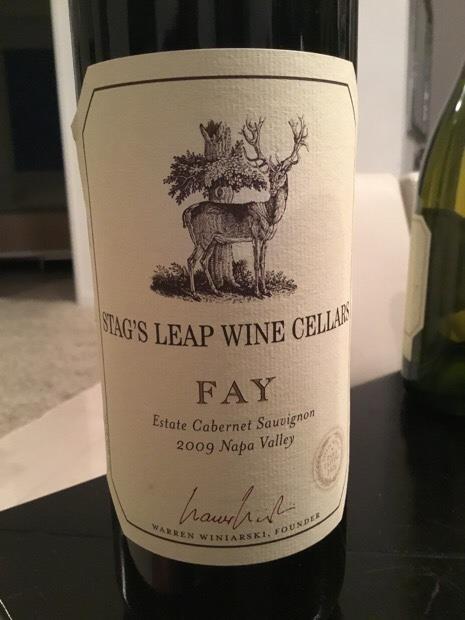 STAG'S LEAP WINE CELLARS
FAY
Estate Cabernet Sauvignon
2009 Napa Valley
WARREN WINIARSKI, FOUNDER